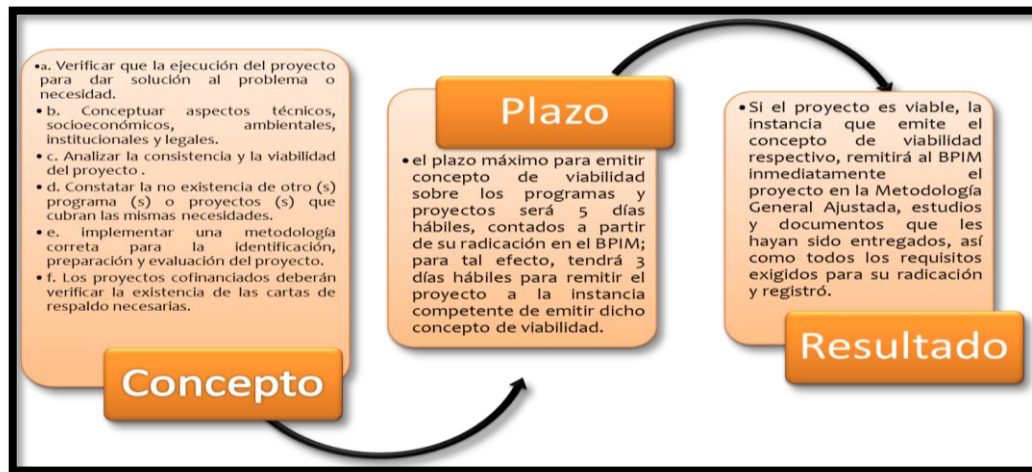 •a. Verificar que la ejecución del proyecto
para dar solución al problema o
necesidad.
• b. Conceptuar aspectos técnicos,
socioeconómicos, ambientales,
institucionales y legales.
• c. Analizar la consistencia y la viabilidad
del proyecto .
• d. Constatar la no existencia de otro (s)
programa (s) o proyectos (s) que
cubran las mismas necesidades.
• e. implementar una metodología
correcta para la identificación,
preparación y evaluación del proyecto.
• f. Los proyectos cofinanciados deberán
verificar la existencia de las cartas de
respaldo necesarias.
Concepto
Plazo
• el plazo máximo para emitir
concepto de viabilidad
sobre los programas y
proyectos será 5 días
hábiles, contados a partir
de su radicación en el BPIM;
para tal efecto, tendrá 3
días hábiles para remitir el
proyecto a la instancia
competente de emitir dicho
concepto de viabilidad.
• Si el proyecto es viable, la
instancia que emite el
concepto de viabilidad
respectivo, remitirá al BPIM
inmediatamente el
proyecto en la Metodología
General Ajustada, estudios
y documentos que les
hayan sido entregados, así
como todos los requisitos
exigidos para su radicación
y registró.
Resultado